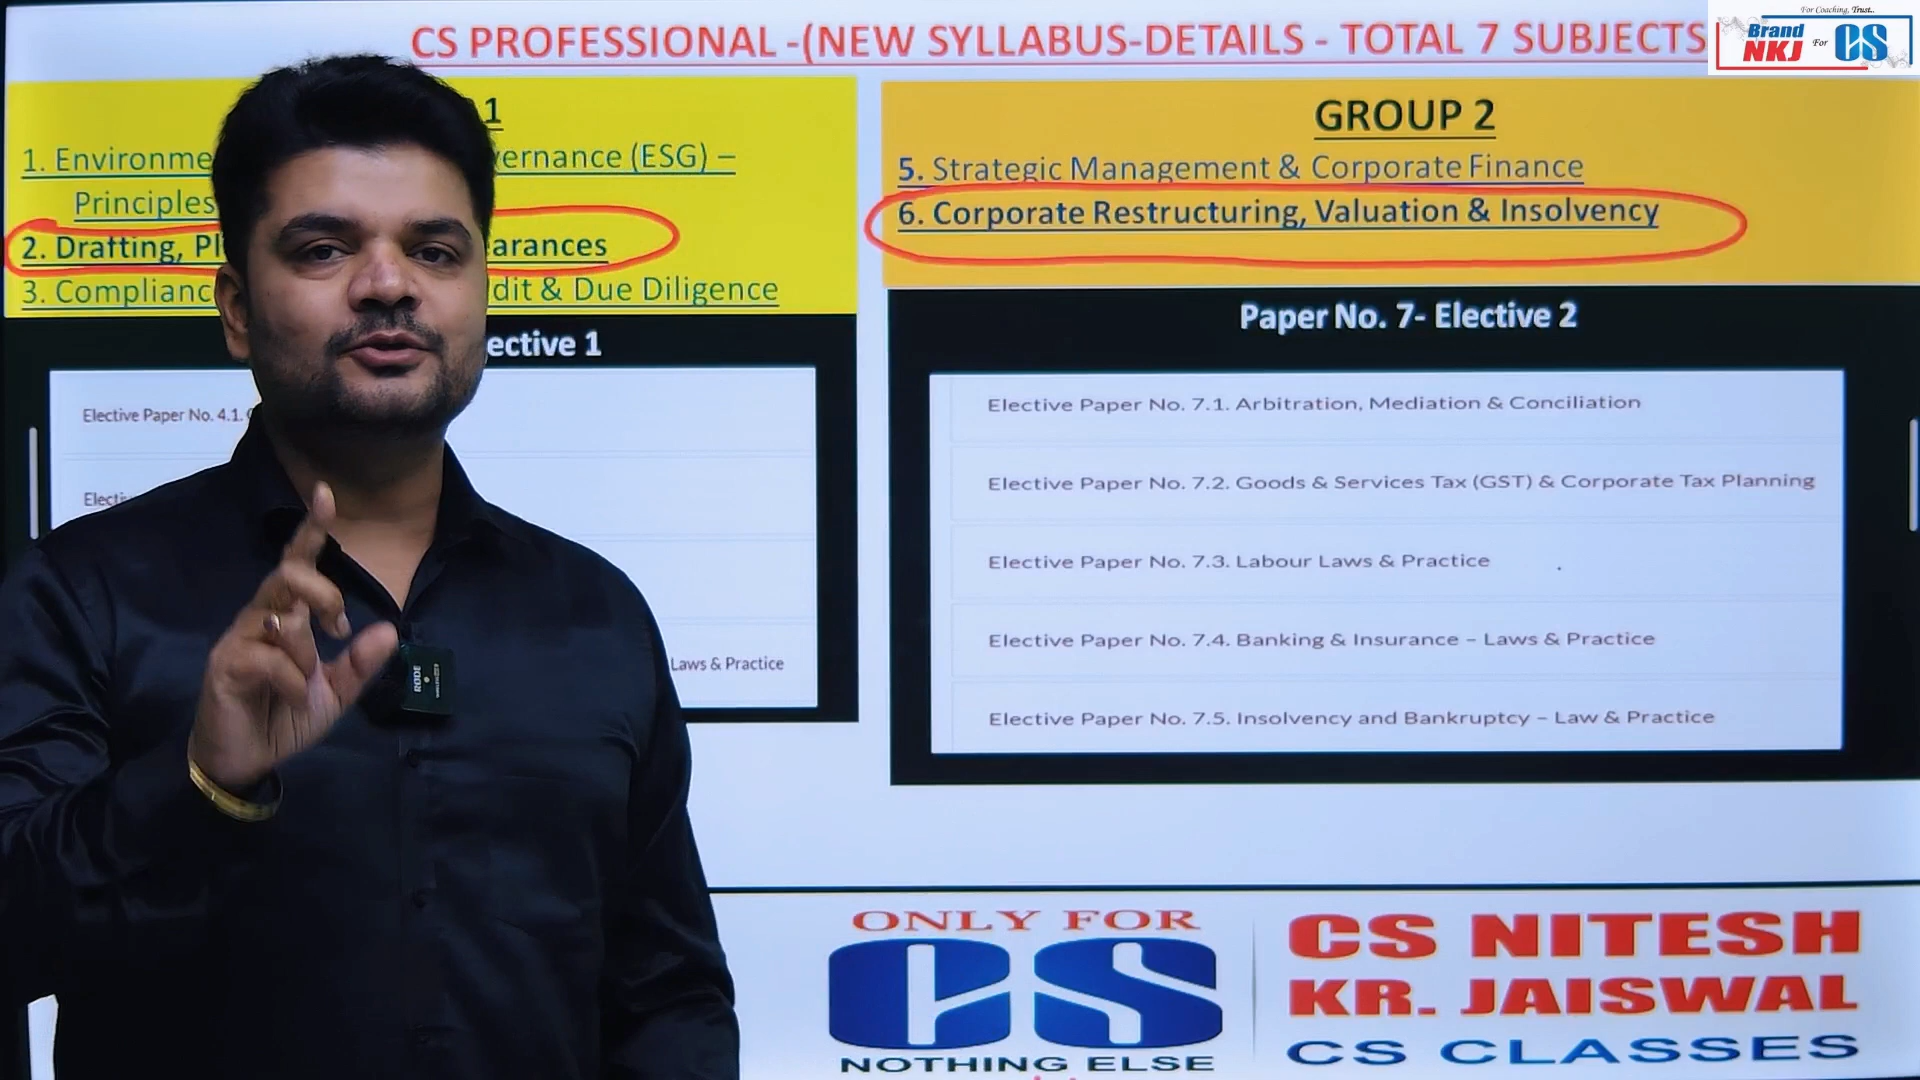 CS PROFESSIONAL -(NEW SYLLABUS-DETAILS - TOTAL 7 SUBJECTS
For Coaching, Trust..
Brand
NKJ
For
CS
1
1. Environme
vernance (ESG) –
Principles
2. Drafting, Pl
arances
3. Complianc
dit & Due Diligence
ective 1
Elective Paper No. 4.1.
Electiv
Laws & Practice
GROUP 2
5. Strategic Management & Corporate Finance
6. Corporate Restructuring, Valuation & Insolvency
Paper No. 7- Elective 2
Elective Paper No. 7.1. Arbitration, Mediation & Conciliation
Elective Paper No. 7.2. Goods & Services Tax (GST) & Corporate Tax Planning
Elective Paper No. 7.3. Labour Laws & Practice
Elective Paper No. 7.4. Banking & Insurance – Laws & Practice
Elective Paper No. 7.5. Insolvency and Bankruptcy – Law & Practice
RØDE
ONLY FOR
CS
NOTHING ELSE
CS NITESH
KR. JAISWAL
CS CLASSES